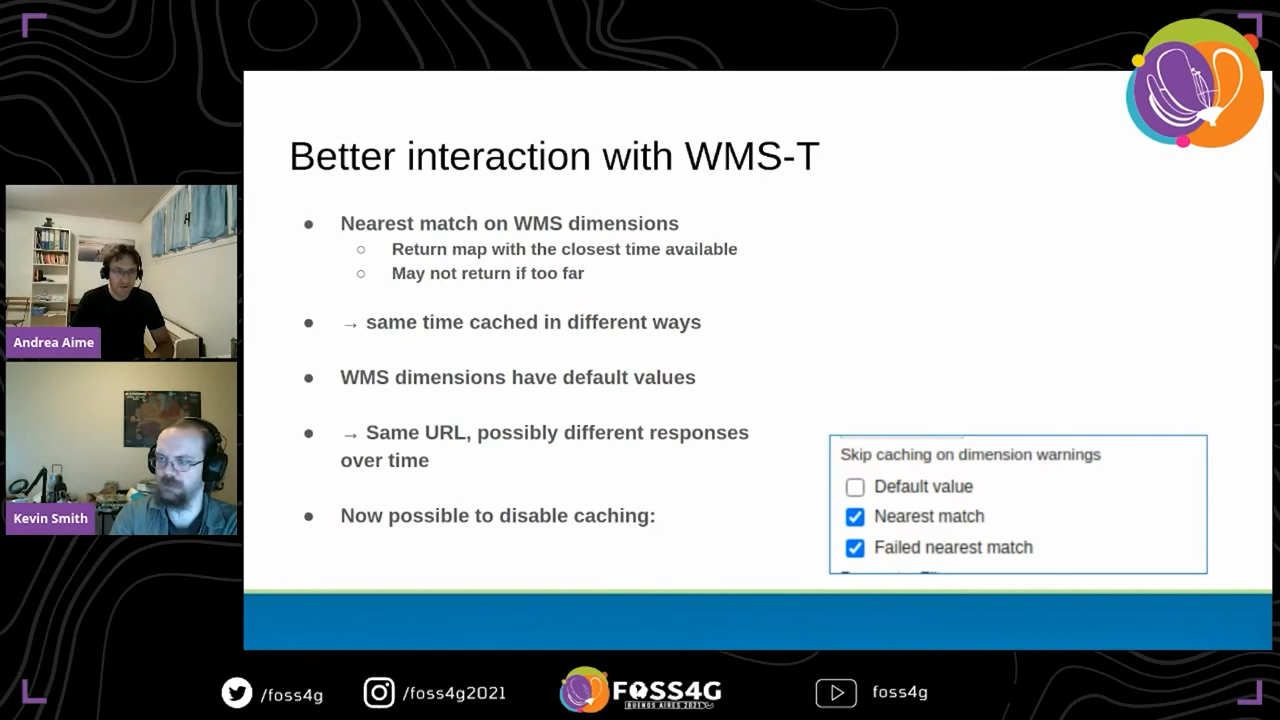 Better interaction with WMS-T
● Nearest match on WMS dimensions
○ Return map with the closest time available
○ May not return if too far
● → same time cached in different ways
● WMS dimensions have default values
● → Same URL, possibly different responses
over time
● Now possible to disable caching:
Skip caching on dimension warnings
Default value
Nearest match
Failed nearest match
Andrea Aime
Kevin Smith
/foss4g
/foss4g2021
FOSS4G
BUENOS AIRES 2021
foss4g